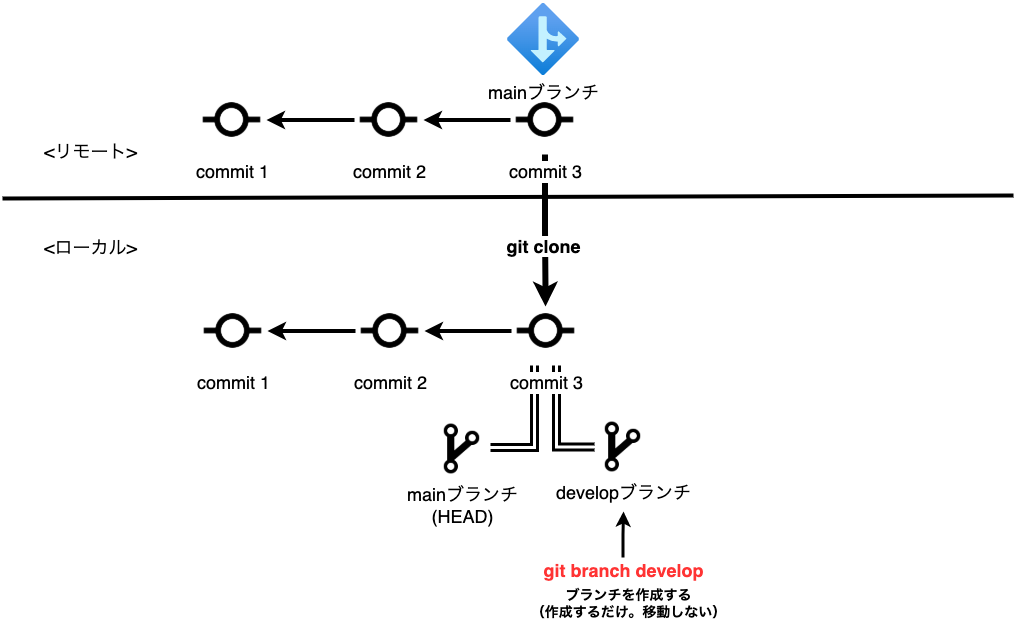 mainブランチ
<リモート>
commit 1
commit 2
commit 3
<ローカル>
git clone
commit 1
commit 2
commit 3
mainブランチ
(HEAD)
developブランチ
git branch develop
ブランチを作成する
（作成するだけ。移動しない）